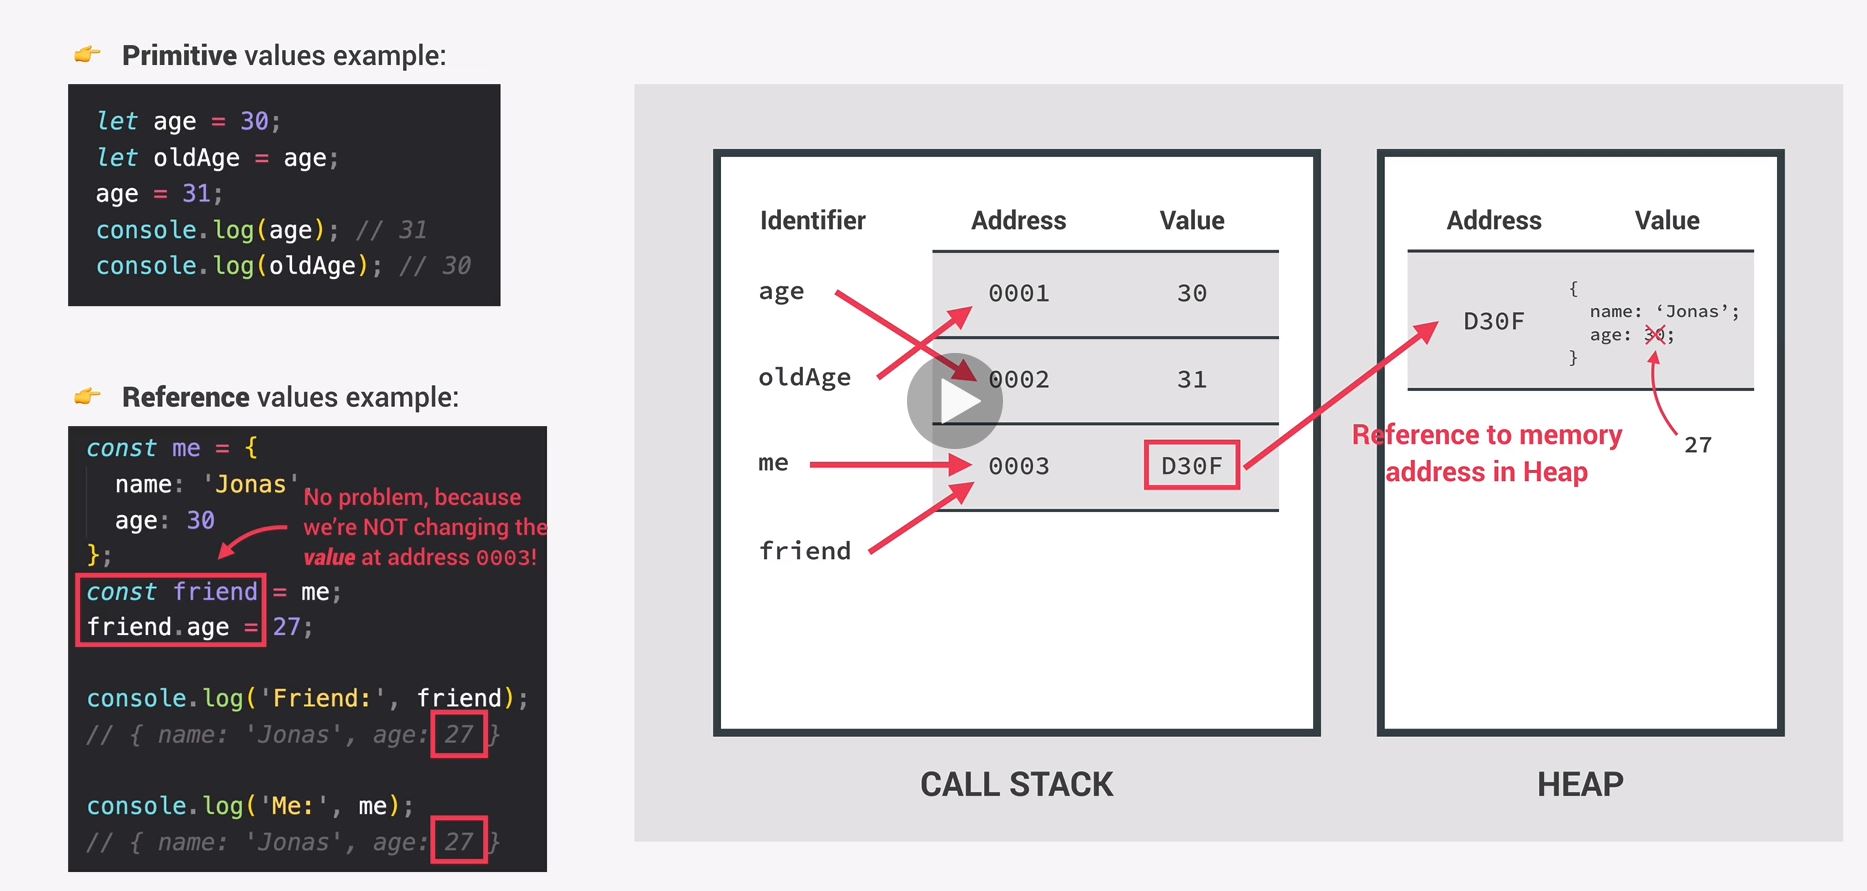 👉 Primitive values example:
let age = 30;
let oldAge = age;
age = 31;
console.log(age); // 31
console.log(oldAge); // 30
👉 Reference values example:
const me = {
name: 'Jonas'
age: 30
};
const friend = me;
friend.age = 27;
console.log('Friend:', friend);
// { name: 'Jonas', age: 27 }
console.log('Me:', me);
// { name: 'Jonas', age: 27 }
No problem, because
we’re NOT changing the
value at address 0003!
Identifier Address Value
age 0001 30
oldAge 0002 31
me 0003 D30F
friend
CALL STACK
Address Value
D30F
{
name: ‘Jonas’;
age: 30;
}
27
Reference to memory
address in Heap
HEAP